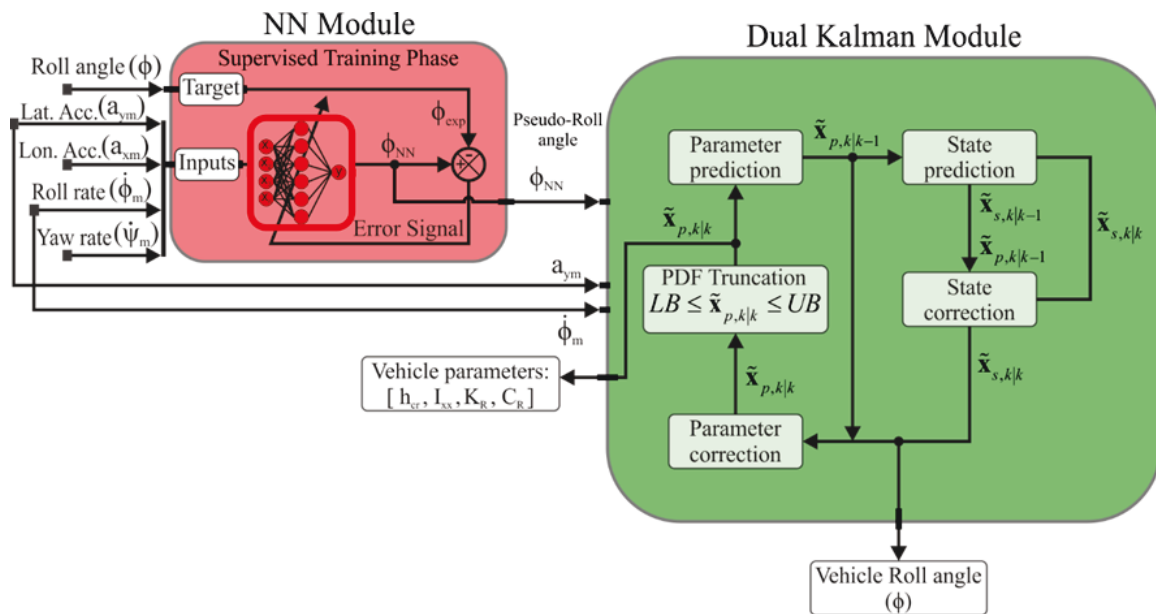 NN Module
Supervised Training Phase
Roll angle (ϕ)
Lat. Acc.(a_ym)
Lon. Acc.(a_xm)
Roll rate (ϕ̇_m)
Yaw rate(ψ̇_m)
Target
Inputs
x
x
x
x
y
ϕ_exp
ϕ_NN
+
−
Error Signal
Pseudo-Roll
angle
ϕ_NN
a_ym
ϕ̇_m
Vehicle parameters:
[ h_cr, I_xx, K_R, C_R ]
Dual Kalman Module
Parameter
prediction
x̃_p,k|k−1
State
prediction
x̃_s,k|k−1
x̃_p,k|k−1
x̃_s,k|k
State
correction
x̃_p,k|k
PDF Truncation
LB ≤ x̃_p,k|k ≤ UB
x̃_p,k|k
x̃_s,k|k
Parameter
correction
Vehicle Roll angle
(ϕ)